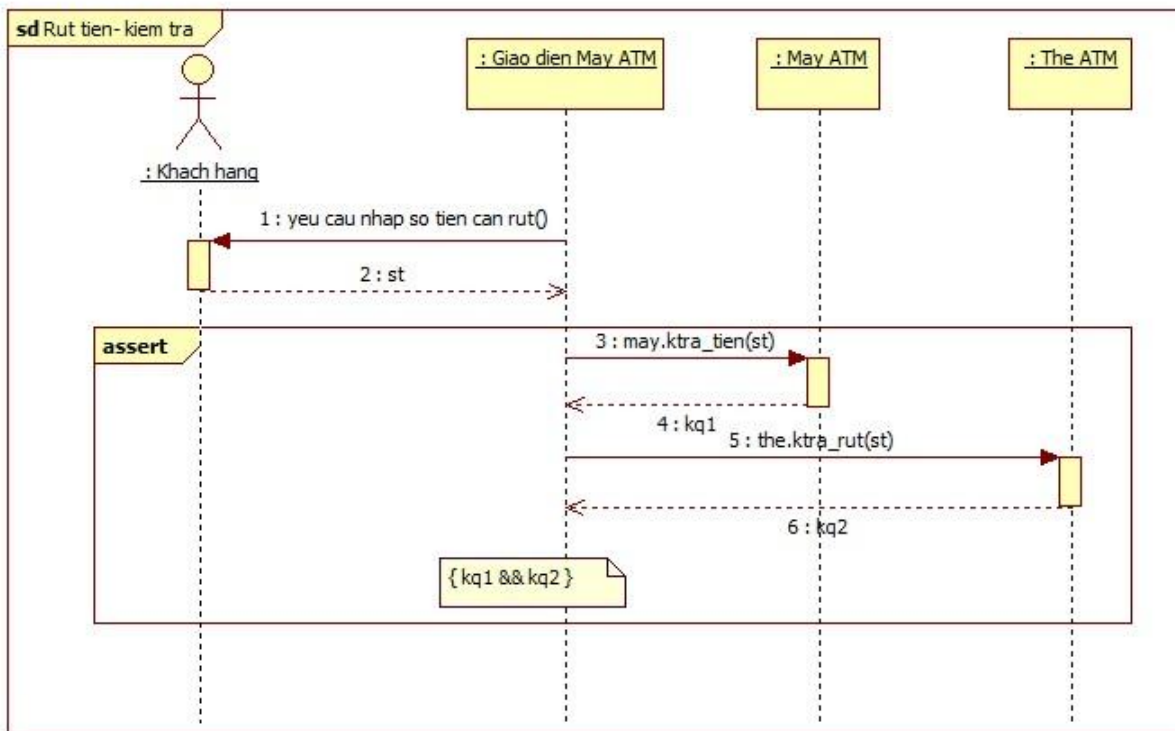 sd Rut tien- kiem tra
: Giao dien May ATM
: May ATM
: The ATM
: Khach hang
1 : yeu cau nhap so tien can rut()
2 : st
assert
3 : may.ktra_tien(st)
4 : kq1
5 : the.ktra_rut(st)
6 : kq2
{ kq1 && kq2 }